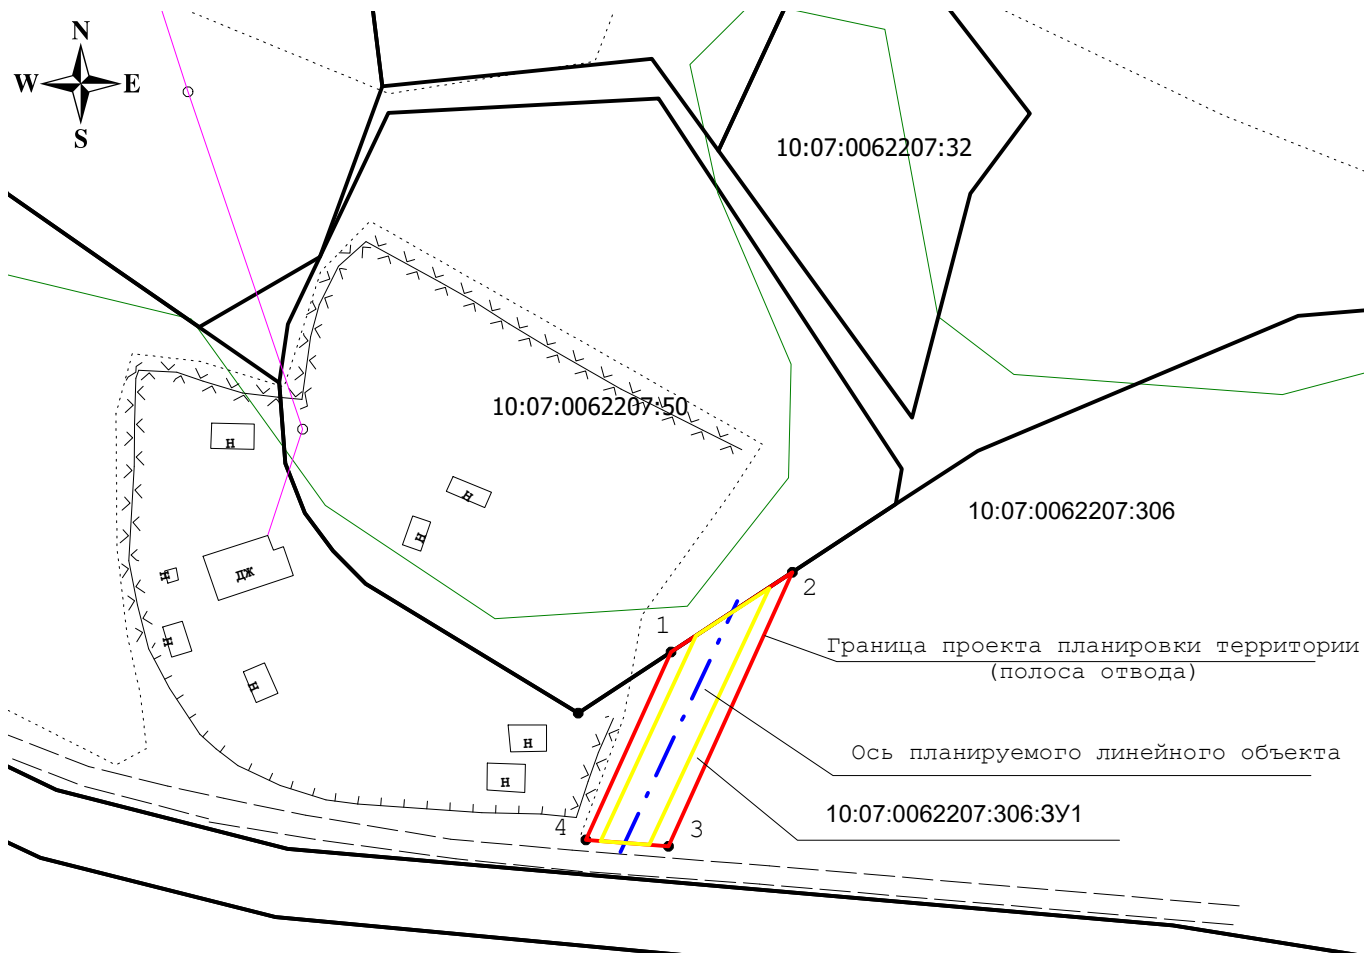 N
W E
S
10:07:0062207:32
10:07:0062207:50
н
н
н
10:07:0062207:306
н
дж
2
н
1
Граница проекта планировки территории
(полоса отвода)
н
н
Ось планируемого линейного объекта
н
10:07:0062207:306:ЗУ1
4
3